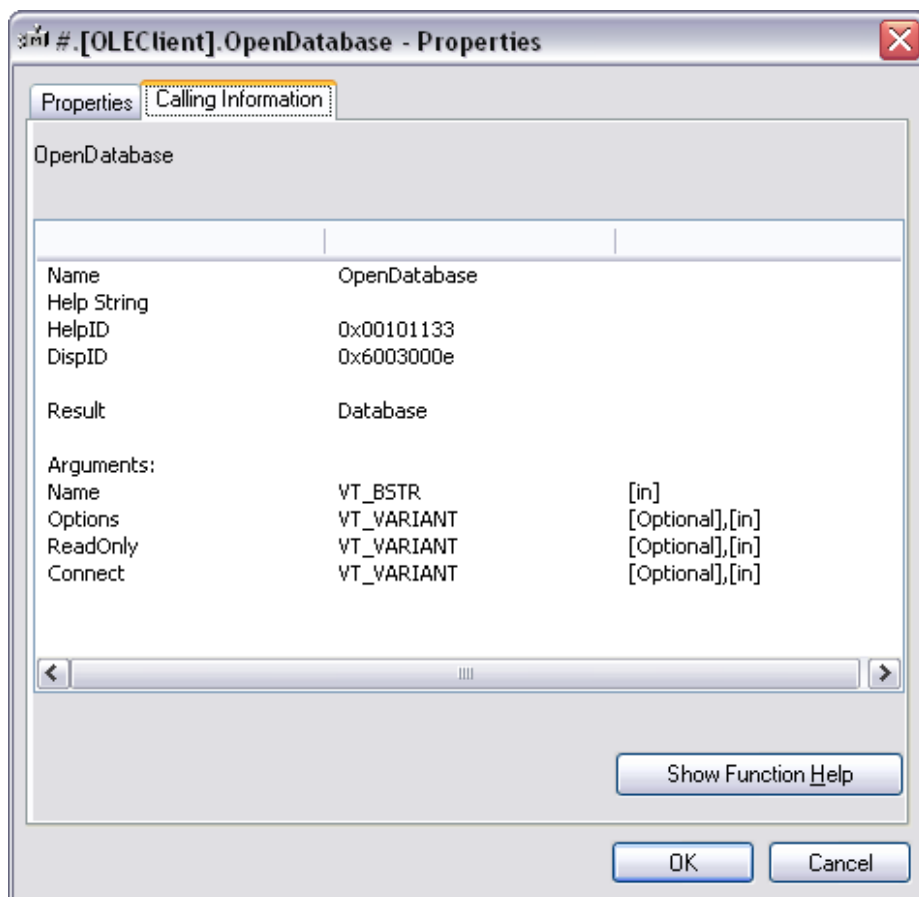 #.[OLEClient].OpenDatabase - Properties
Properties Calling Information
OpenDatabase
Name OpenDatabase
Help String
HelpID 0x00101133
DispID 0x6003000e
Result Database
Arguments:
Name VT_BSTR [in]
Options VT_VARIANT [Optional],[in]
ReadOnly VT_VARIANT [Optional],[in]
Connect VT_VARIANT [Optional],[in]
Show Function Help
OK Cancel